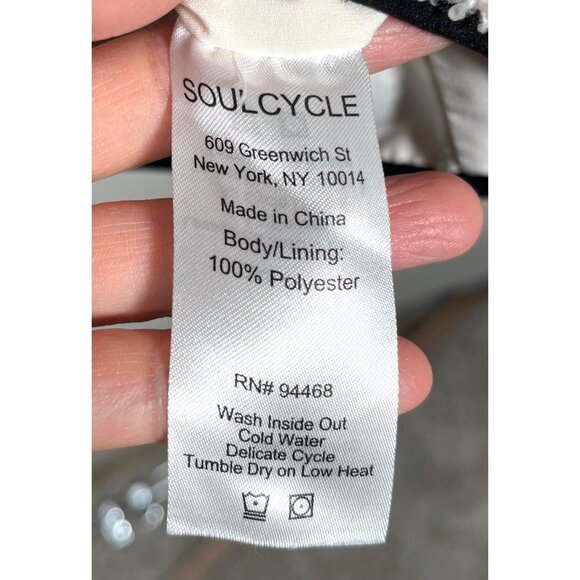 SOULCYCLE
609 Greenwich St
New York, NY 10014
Made in China
Body/Lining:
100% Polyester
RN# 94468
Wash Inside Out
Cold Water
Delicate Cycle
Tumble Dry on Low Heat